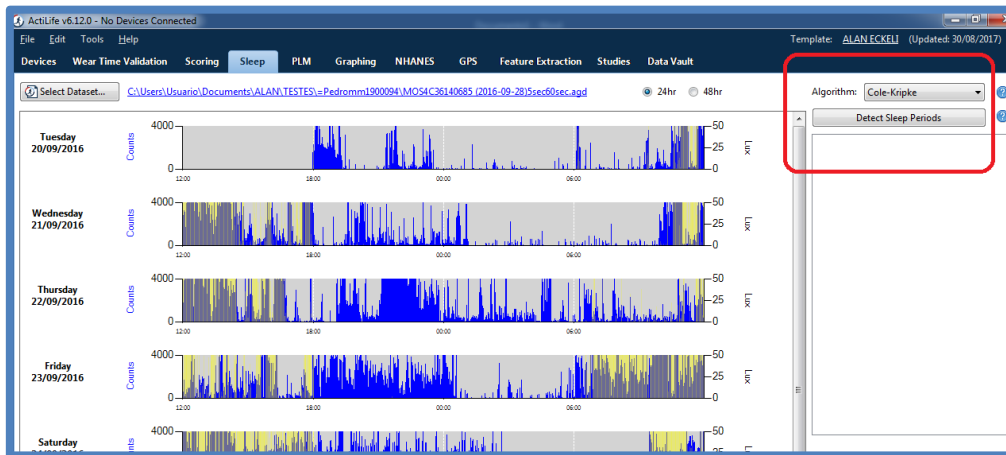 ActiLife v6.12.0 - No Devices Connected
File Edit Tools Help
Template: ALAN ECKELI (Updated: 30/08/2017)
Devices Wear Time Validation Scoring Sleep PLM Graphing NHANES GPS Feature Extraction Studies Data Vault
Select Dataset... C:\Users\Usuario\Documents\ALAN\TESTES\=Pedromm1900094\MOS4C36140685 (2016-09-28)5sec60sec.agd 24hr 48hr
Algorithm: Cole-Kripke
Detect Sleep Periods
Tuesday
20/09/2016
Counts
4000
0
50
25
0
Lux
12:00 18:00 00:00 06:00
Wednesday
21/09/2016
Counts
4000
0
50
25
0
Lux
12:00 18:00 00:00 06:00
Thursday
22/09/2016
Counts
4000
0
50
25
0
Lux
12:00 18:00 00:00 06:00
Friday
23/09/2016
Counts
4000
0
50
25
0
Lux
12:00 18:00 00:00 06:00
Saturday
4000
50
25